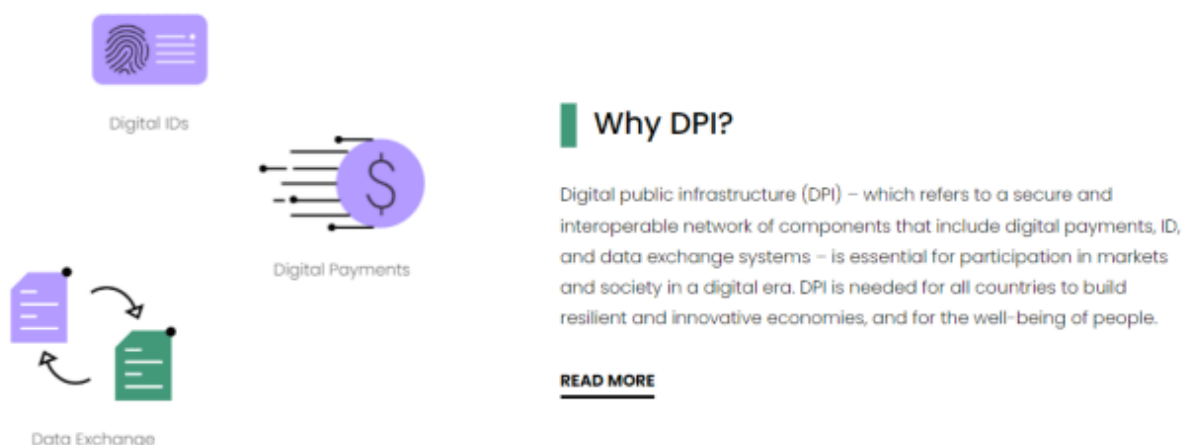 Digital IDs
Digital Payments
Data Exchange
Why DPI?
Digital public infrastructure (DPI) – which refers to a secure and
interoperable network of components that include digital payments, ID,
and data exchange systems – is essential for participation in markets
and society in a digital era. DPI is needed for all countries to build
resilient and innovative economies, and for the well-being of people.
READ MORE